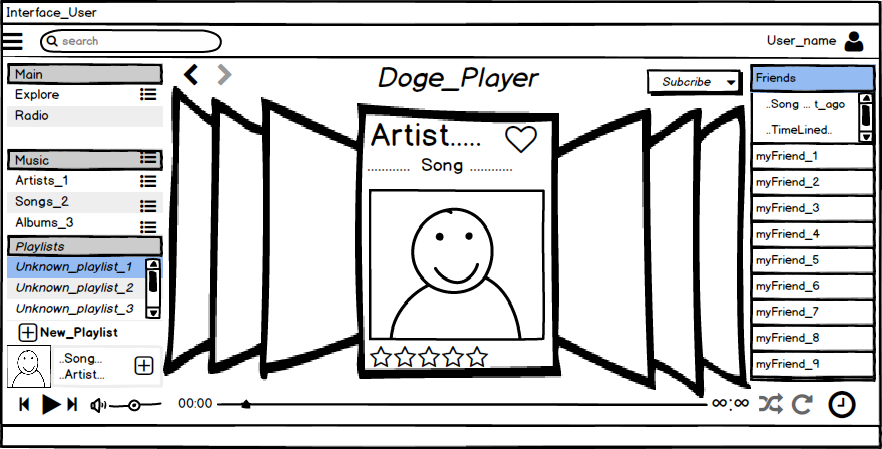 Interface_User
search
User_name
Main
Explore
Radio
Music
Artists_1
Songs_2
Albums_3
Playlists
Unknown_playlist_1
Unknown_playlist_2
Unknown_playlist_3
New_Playlist
..Song...
..Artist...
Doge_Player
Subcribe
Artist.....
............ Song ............
Friends
..Song ... t_ago
..TimeLined..
myFriend_1
myFriend_2
myFriend_3
myFriend_4
myFriend_5
myFriend_6
myFriend_7
myFriend_8
myFriend_9
00:00
∞:∞